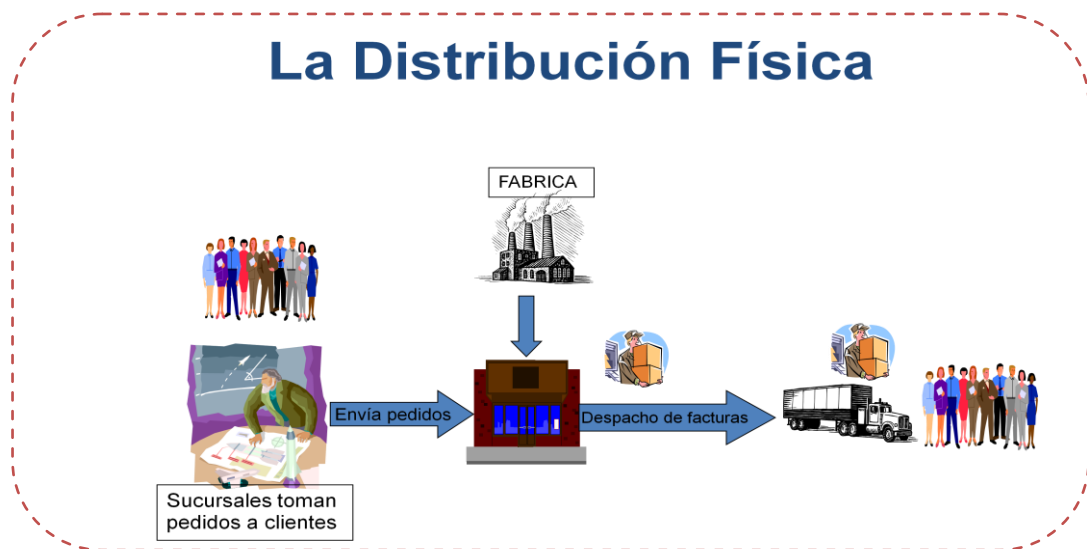 La Distribución Física
FABRICA
Envía pedidos
Despacho de facturas
Sucursales toman
pedidos a clientes